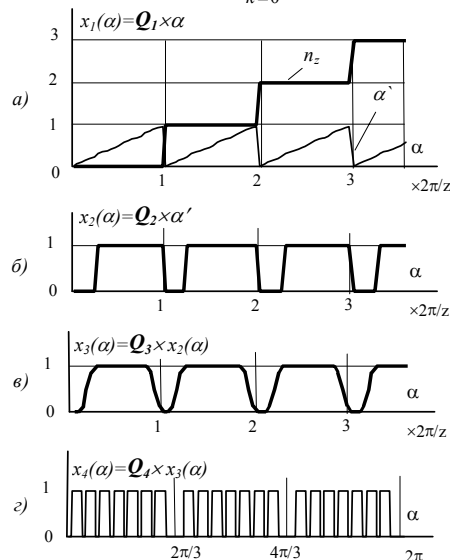 k=0
x₁(α)=Q₁×α
3
2
1
0
а)
n_z
α`
α
1
2
3
×2π/z
x₂(α)=Q₂×α′
1
0
б)
α
1
2
3
×2π/z
x₃(α)=Q₃×x₂(α)
1
0
в)
α
1
2
3
×2π/z
x₄(α)=Q₄×x₃(α)
1
0
г)
α
2π/3
4π/3
2π